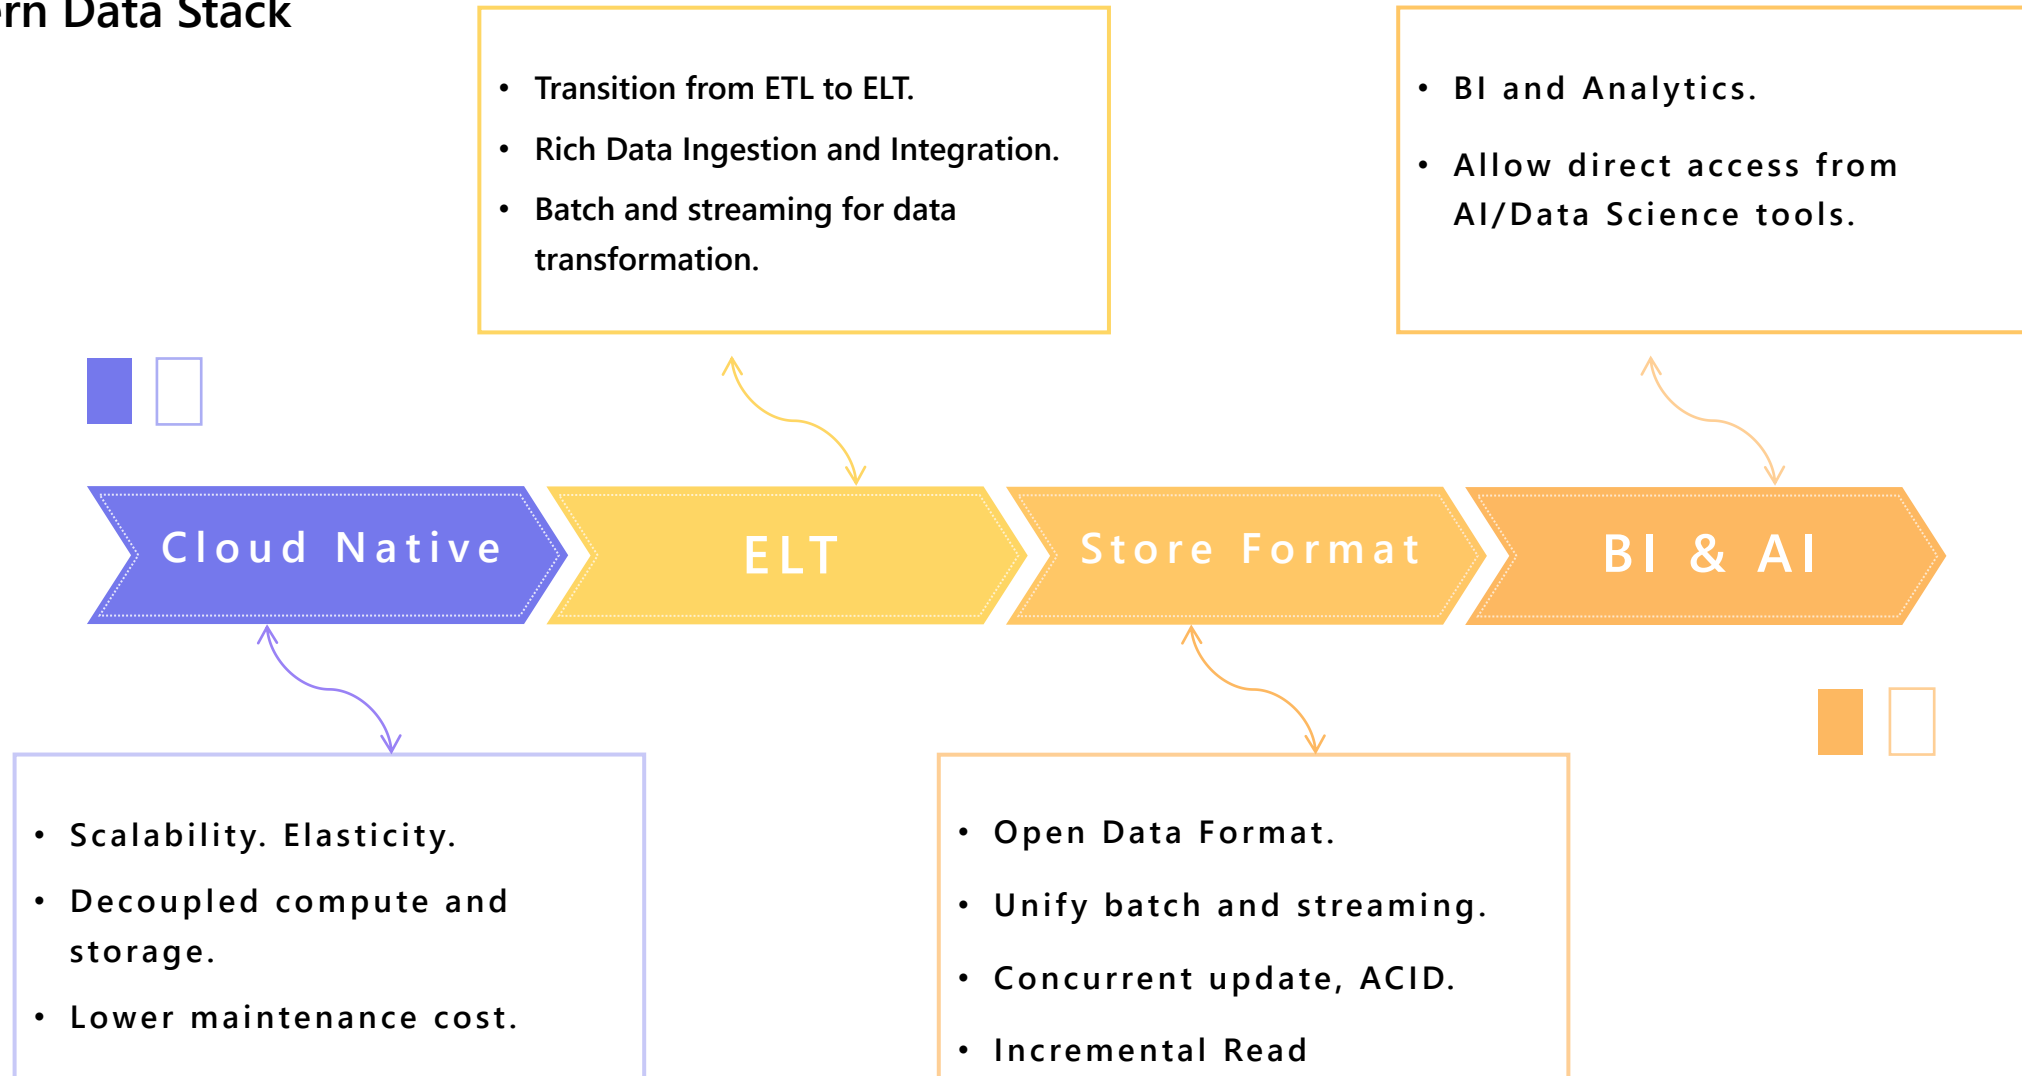 ern Data Stack
• Transition from ETL to ELT.
• Rich Data Ingestion and Integration.
• Batch and streaming for data
transformation.
• BI and Analytics.
• Allow direct access from
AI/Data Science tools.
Cloud Native
ELT
Store Format
BI & AI
• Scalability. Elasticity.
• Decoupled compute and
storage.
• Lower maintenance cost.
• Open Data Format.
• Unify batch and streaming.
• Concurrent update, ACID.
• Incremental Read